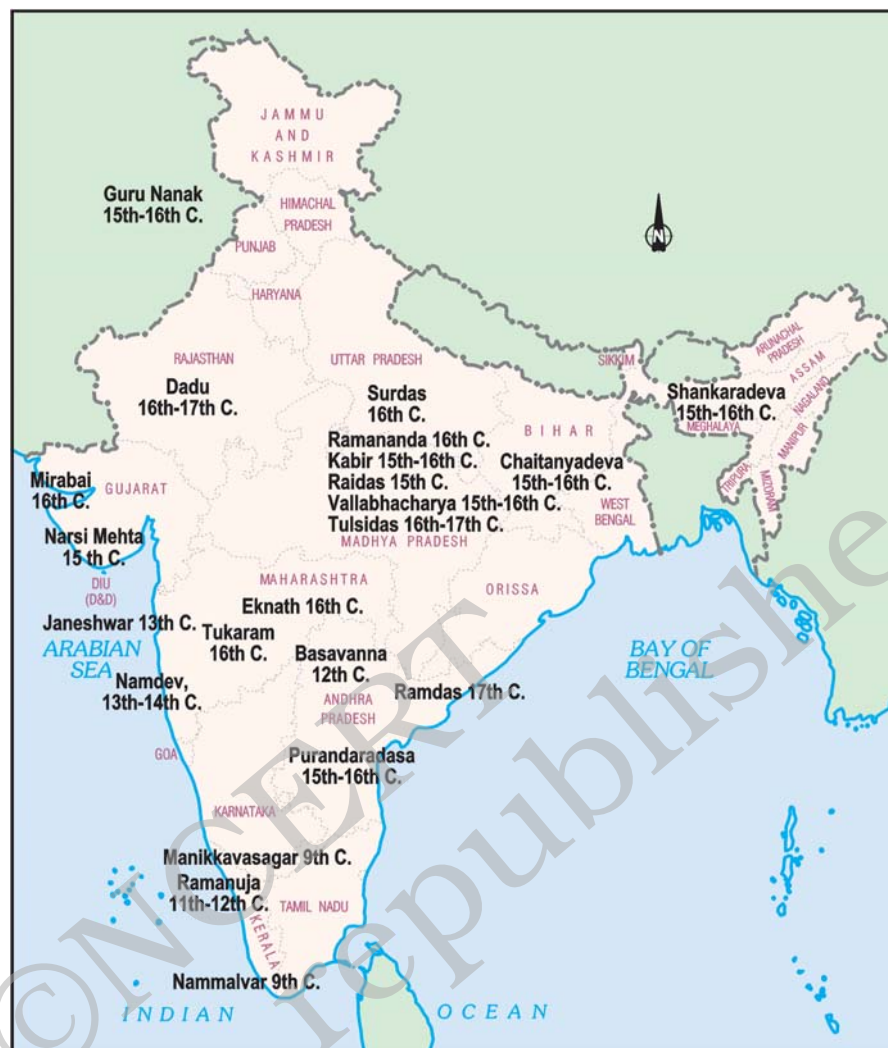 JAMMU
AND
KASHMIR
Guru Nanak
15th-16th C.
HIMACHAL
PRADESH
PUNJAB
N
HARYANA
RAJASTHAN
UTTAR PRADESH
SIKKIM
ARUNACHAL
PRADESH
ASSAM
NAGALAND
Dadu
16th-17th C.
Surdas
16th C.
Shankaradeva
15th-16th C.
MEGHALAYA
MANIPUR
BIHAR
Ramananda 16th C.
Kabir 15th-16th C.
Raidas 15th C.
Vallabhacharya 15th-16th C.
Tulsidas 16th-17th C.
Chaitanyadeva
15th-16th C.
TRIPURA
MIZORAM
Mirabai
16th C.
GUJARAT
WEST
BENGAL
Narsi Mehta
15 th C.
MADHYA PRADESH
DIU
(D&D)
MAHARASHTRA
ORISSA
Eknath 16th C.
Janeshwar 13th C.
Tukaram
16th C.
ARABIAN
SEA
Basavanna
12th C.
BAY OF
BENGAL
Namdev,
13th-14th C.
Ramdas 17th C.
ANDHRA
PRADESH
GOA
Purandaradasa
15th-16th C.
KARNATAKA
Manikkavasagar 9th C.
Ramanuja
11th-12th C.
TAMIL NADU
KERALA
Nammalvar 9th C.
INDIAN OCEAN
©NCERT
republishe